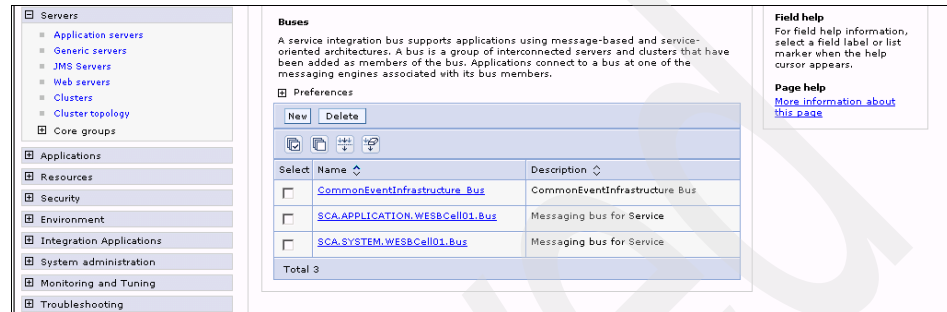 Servers
Application servers
Generic servers
JMS Servers
Web servers
Clusters
Cluster topology
Core groups
Applications
Resources
Security
Environment
Integration Applications
System administration
Monitoring and Tuning
Troubleshooting
Buses
A service integration bus supports applications using message-based and service-
oriented architectures. A bus is a group of interconnected servers and clusters that have
been added as members of the bus. Applications connect to a bus at one of the
messaging engines associated with its bus members.
Preferences
New Delete
Select Name Description
CommonEventInfrastructure_Bus CommonEventInfrastructure Bus
SCA.APPLICATION.WESBCell01.Bus Messaging bus for Service
SCA.SYSTEM.WESBCell01.Bus Messaging bus for Service
Total 3
Field help
For field help information,
select a field label or list
marker when the help
cursor appears.
Page help
More information about
this page